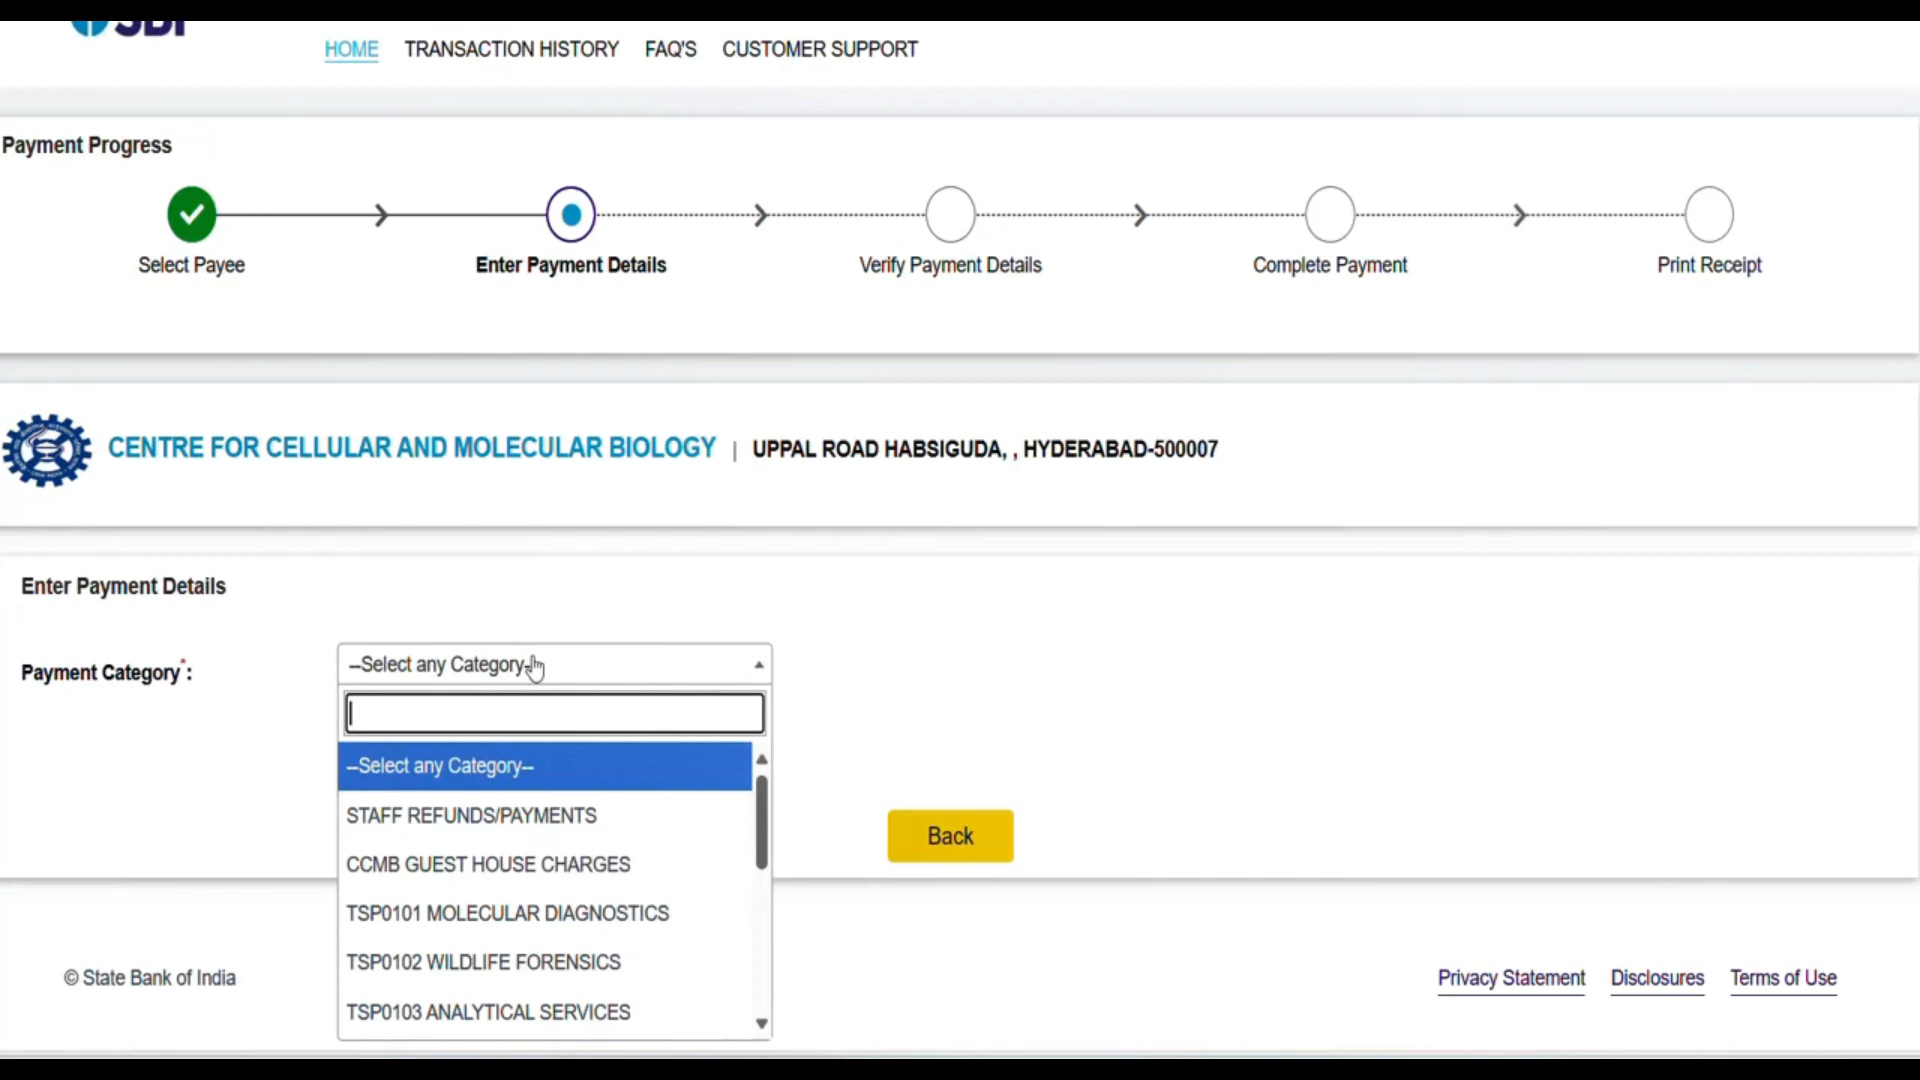 SBI
HOME TRANSACTION HISTORY FAQ'S CUSTOMER SUPPORT
Payment Progress
Select Payee Enter Payment Details Verify Payment Details Complete Payment Print Receipt
CENTRE FOR CELLULAR AND MOLECULAR BIOLOGY | UPPAL ROAD HABSIGUDA, , HYDERABAD-500007
Enter Payment Details
Payment Category*: --Select any Category-
--Select any Category--
STAFF REFUNDS/PAYMENTS
Back
CCMB GUEST HOUSE CHARGES
TSP0101 MOLECULAR DIAGNOSTICS
TSP0102 WILDLIFE FORENSICS
© State Bank of India Privacy Statement Disclosures Terms of Use
TSP0103 ANALYTICAL SERVICES